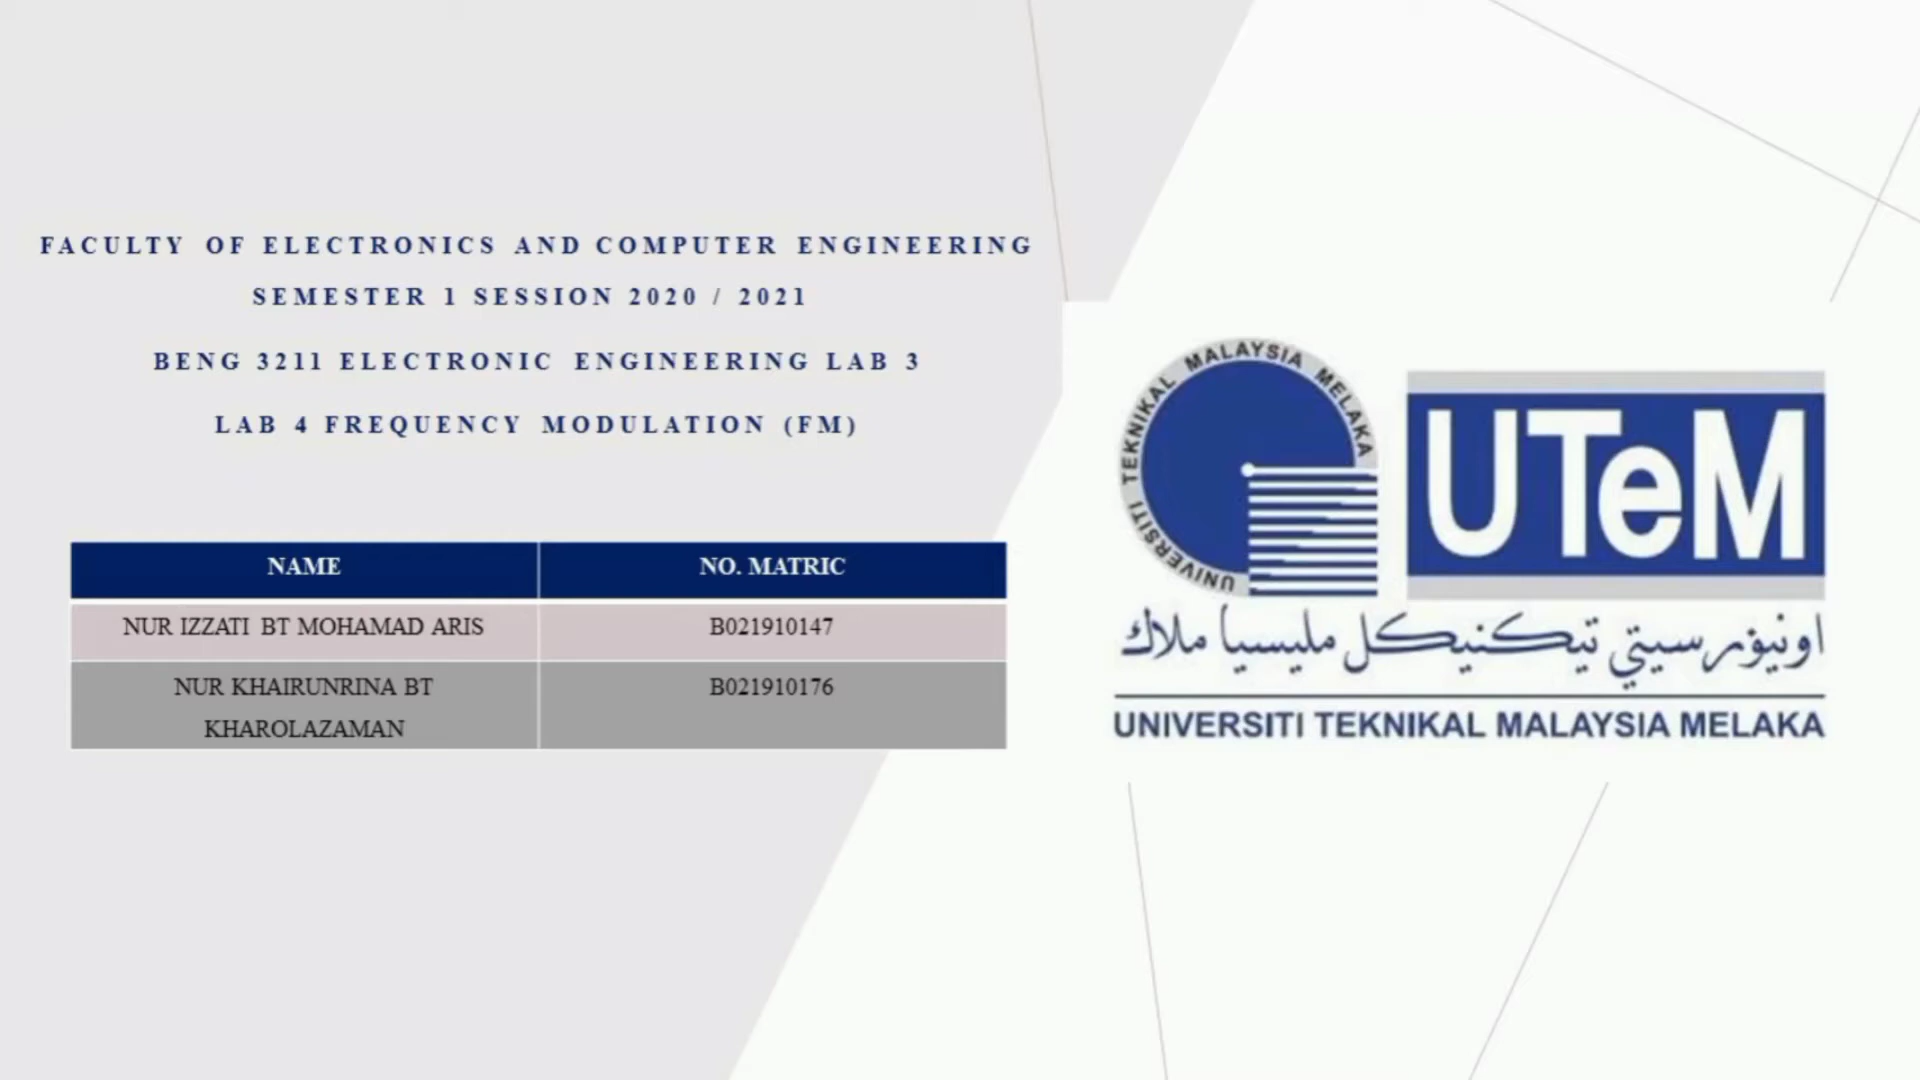 FACULTY OF ELECTRONICS AND COMPUTER ENGINEERING
SEMESTER 1 SESSION 2020 / 2021
BENG 3211 ELECTRONIC ENGINEERING LAB 3
LAB 4 FREQUENCY MODULATION (FM)
NAME NO. MATRIC
NUR IZZATI BT MOHAMAD ARIS B021910147
NUR KHAIRUNRINA BT B021910176
KHAROLAZAMAN
UNIVERSITI TEKNIKAL MALAYSIA MELAKA
UTeM
اونيۏرسيتي تيكنيكل مليسيا ملاك
UNIVERSITI TEKNIKAL MALAYSIA MELAKA